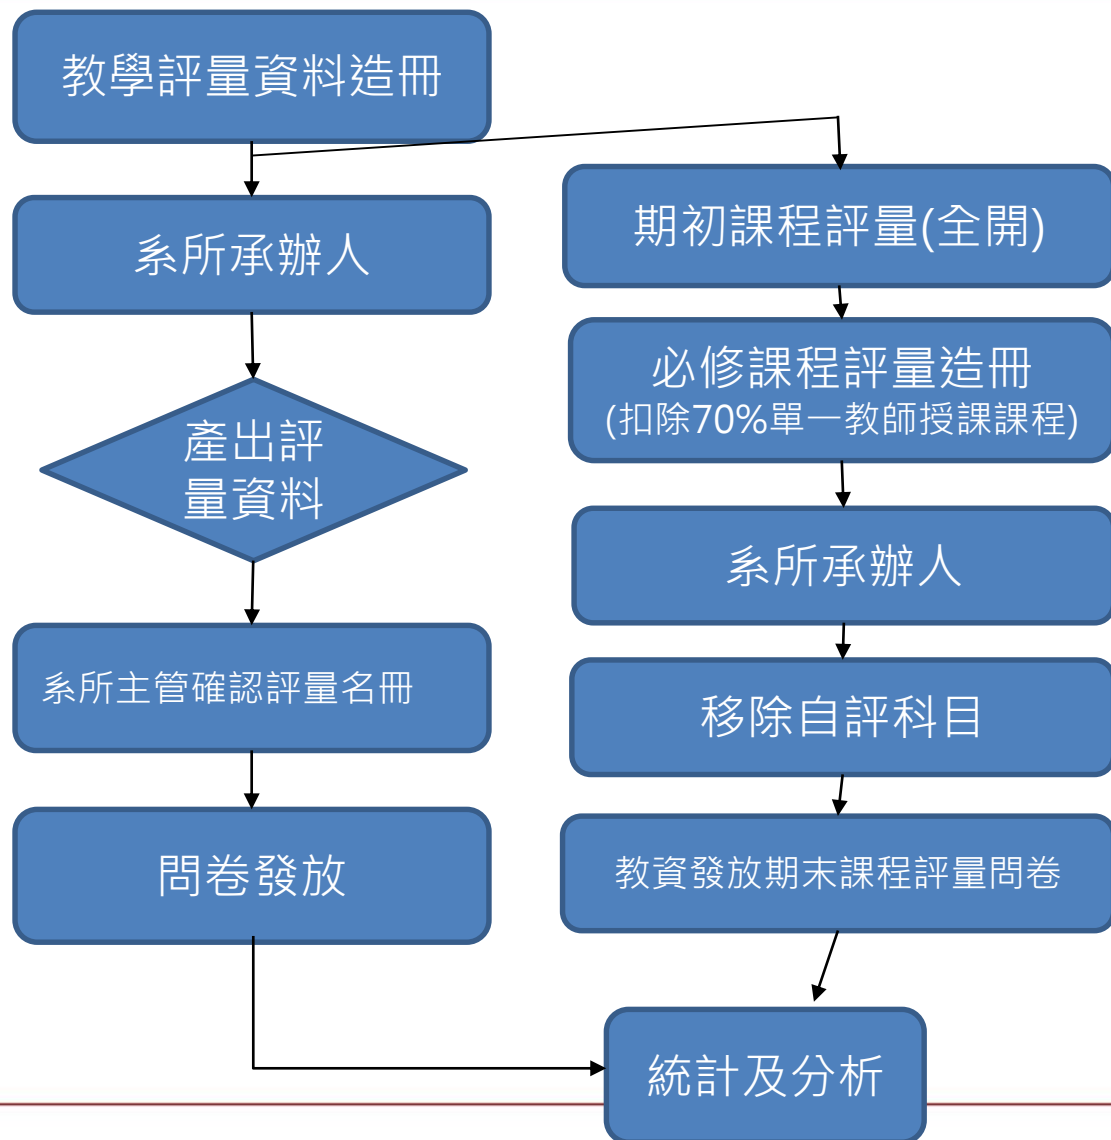 教學評量資料造冊
系所承辦人
產出評
量資料
系所主管確認評量名冊
問卷發放
期初課程評量(全開)
必修課程評量造冊
(扣除70%單一教師授課課程)
系所承辦人
移除自評科目
教資發放期末課程評量問卷
統計及分析